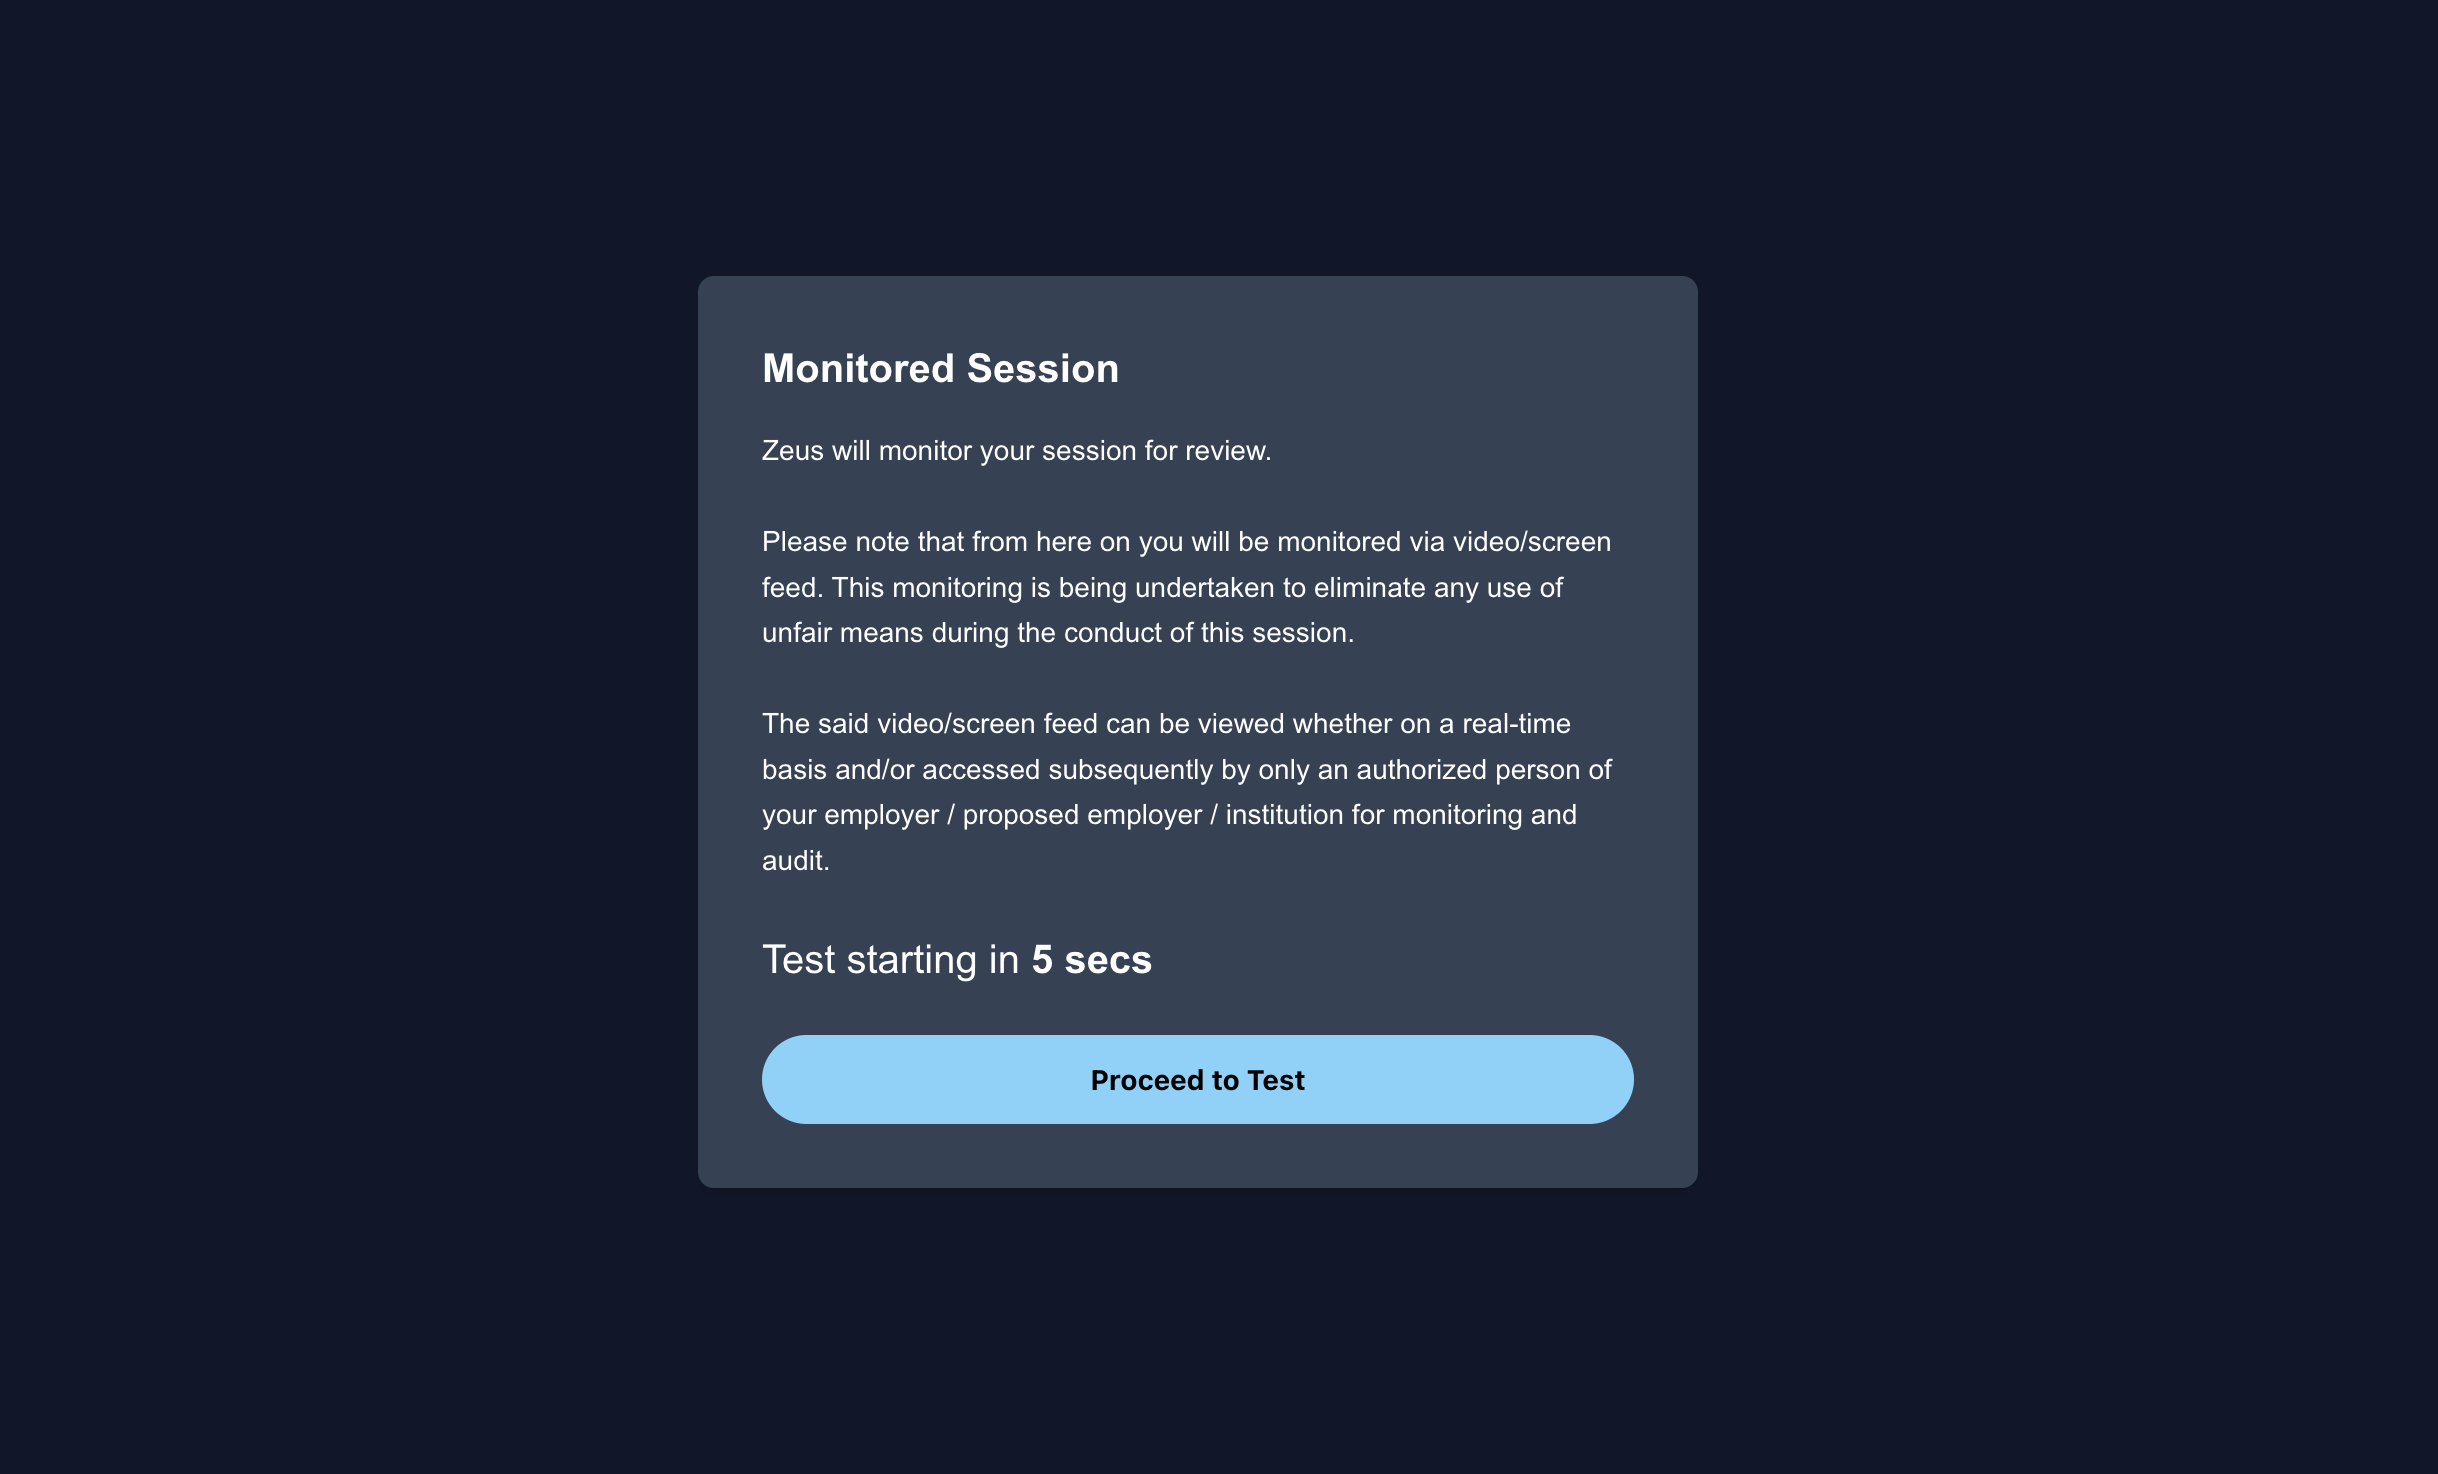 Monitored Session
Zeus will monitor your session for review.
Please note that from here on you will be monitored via video/screen
feed. This monitoring is being undertaken to eliminate any use of
unfair means during the conduct of this session.
The said video/screen feed can be viewed whether on a real-time
basis and/or accessed subsequently by only an authorized person of
your employer / proposed employer / institution for monitoring and
audit.
Test starting in 5 secs
Proceed to Test